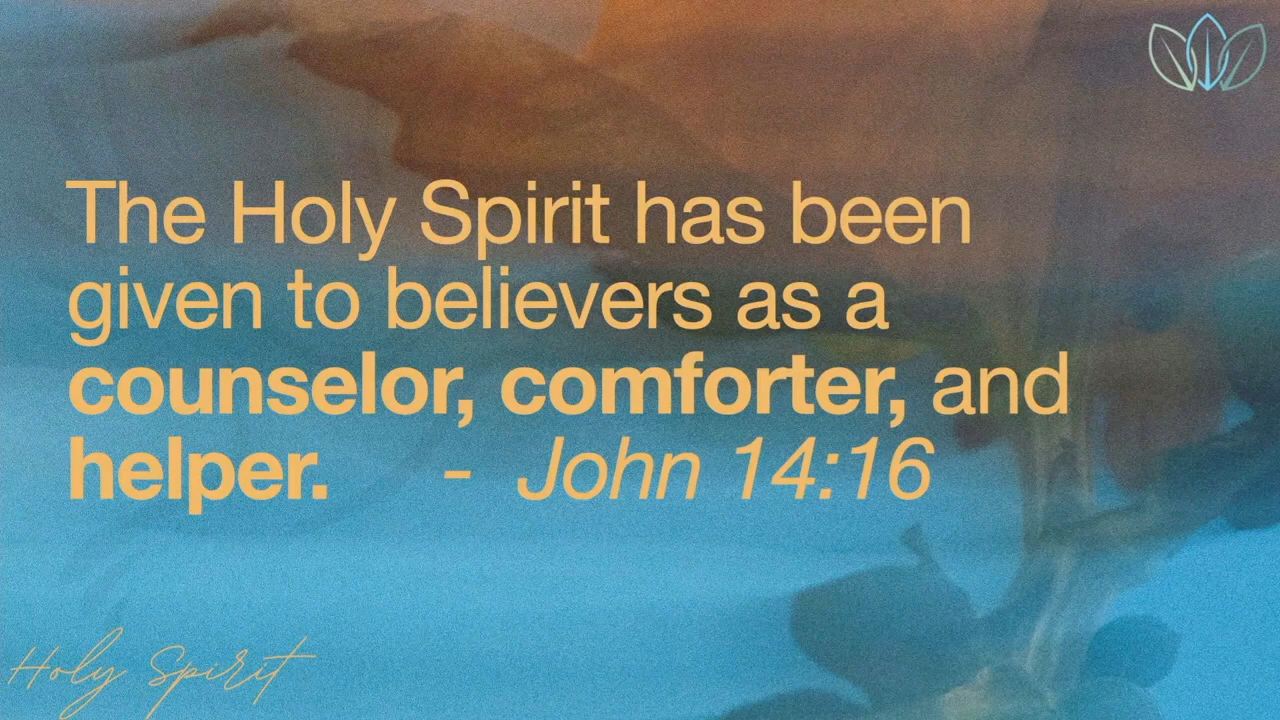 The Holy Spirit has been
given to believers as a
counselor, comforter, and
helper. - John 14:16
Holy Spirit